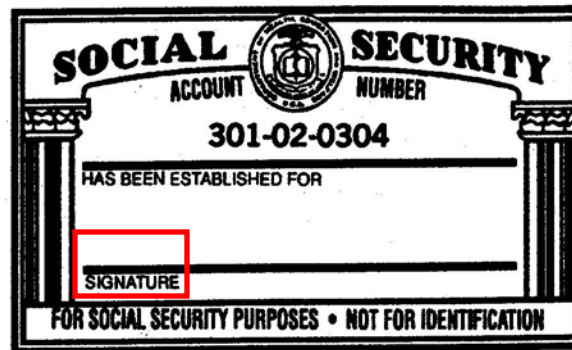 SOCIAL SECURITY
ACCOUNT NUMBER
301-02-0304
HAS BEEN ESTABLISHED FOR
SIGNATURE
FOR SOCIAL SECURITY PURPOSES • NOT FOR IDENTIFICATION